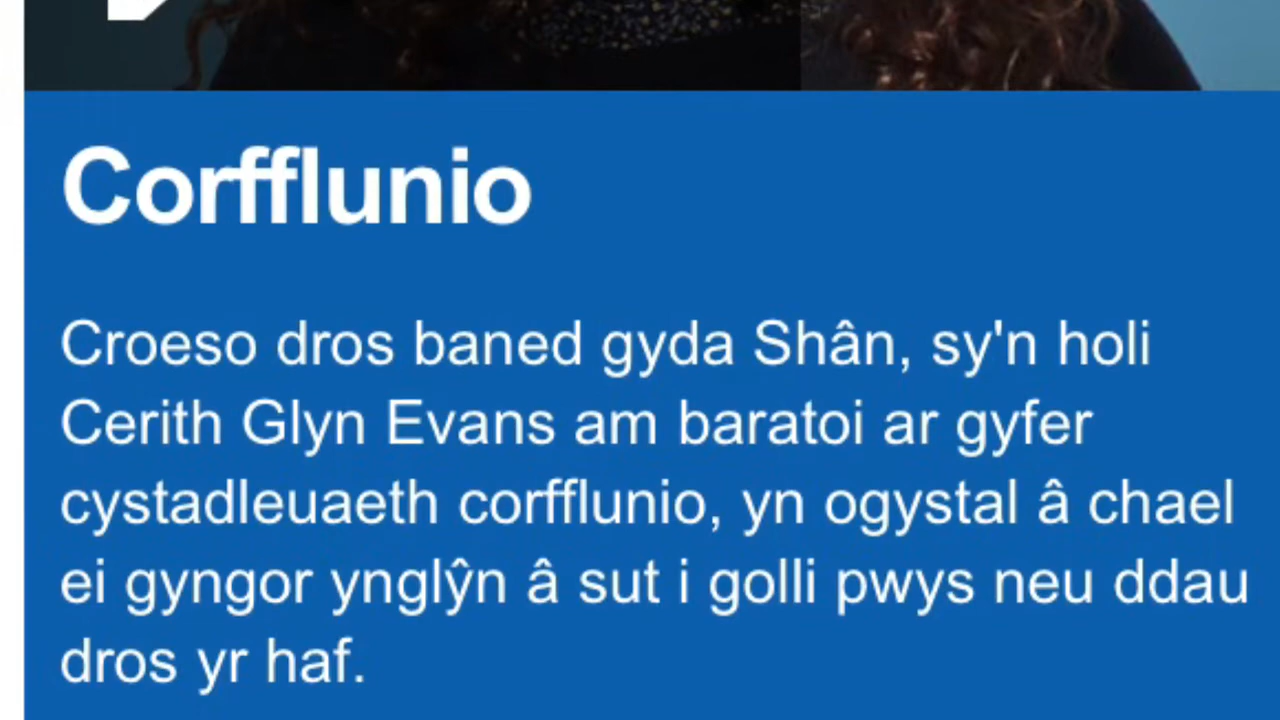 Corfflunio
Croeso dros baned gyda Shân, sy'n holi
Cerith Glyn Evans am baratoi ar gyfer
cystadleuaeth corfflunio, yn ogystal â chael
ei gyngor ynglŷn â sut i golli pwys neu ddau
dros yr haf.